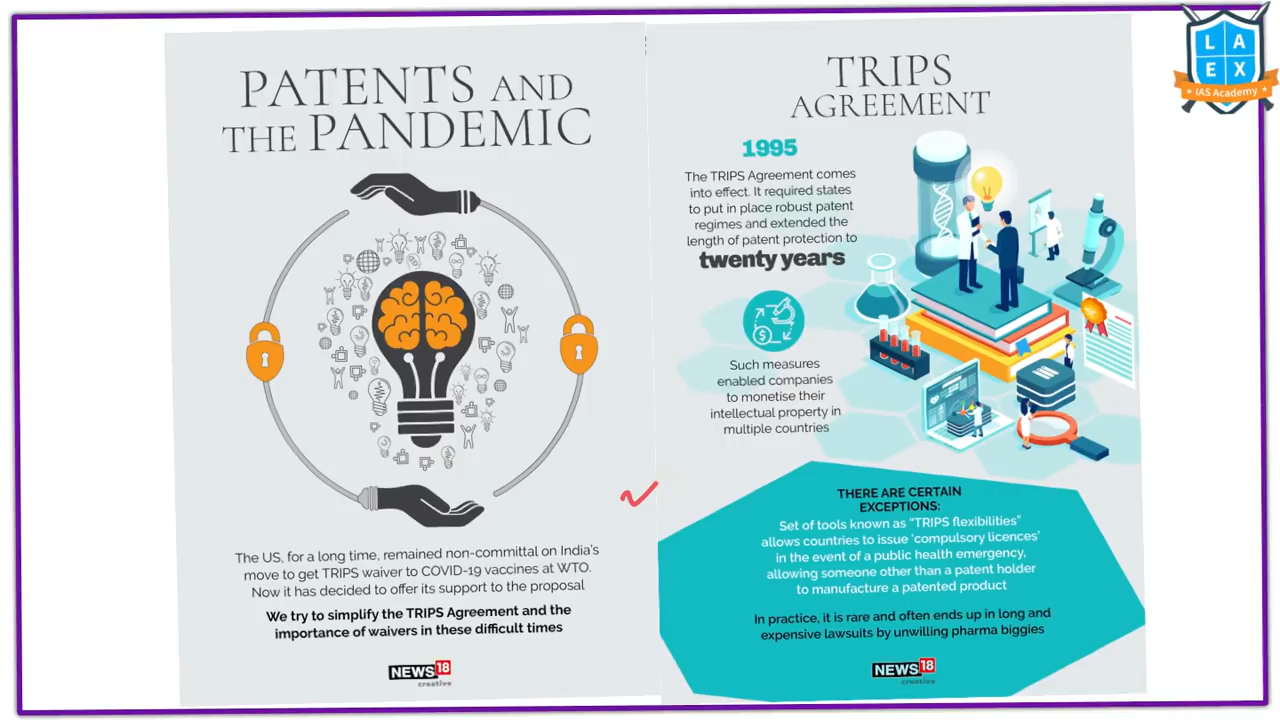 PATENTS AND
THE PANDEMIC
The US, for a long time, remained non-committal on India's
move to get TRIPS waiver to COVID-19 vaccines at WTO.
Now it has decided to offer its support to the proposal
We try to simplify the TRIPS Agreement and the
importance of waivers in these difficult times
NEWS18
creative
TRIPS
AGREEMENT
1995
The TRIPS Agreement comes
into effect. It required states
to put in place robust patent
regimes and extended the
length of patent protection to
twenty years
Such measures
enabled companies
to monetise their
intellectual property in
multiple countries
THERE ARE CERTAIN
EXCEPTIONS:
Set of tools known as "TRIPS flexibilities"
allows countries to issue 'compulsory licences'
in the event of a public health emergency,
allowing someone other than a patent holder
to manufacture a patented product
In practice, it is rare and often ends up in long and
expensive lawsuits by unwilling pharma biggies
NEWS18
creative
L A
E X
IAS Academy